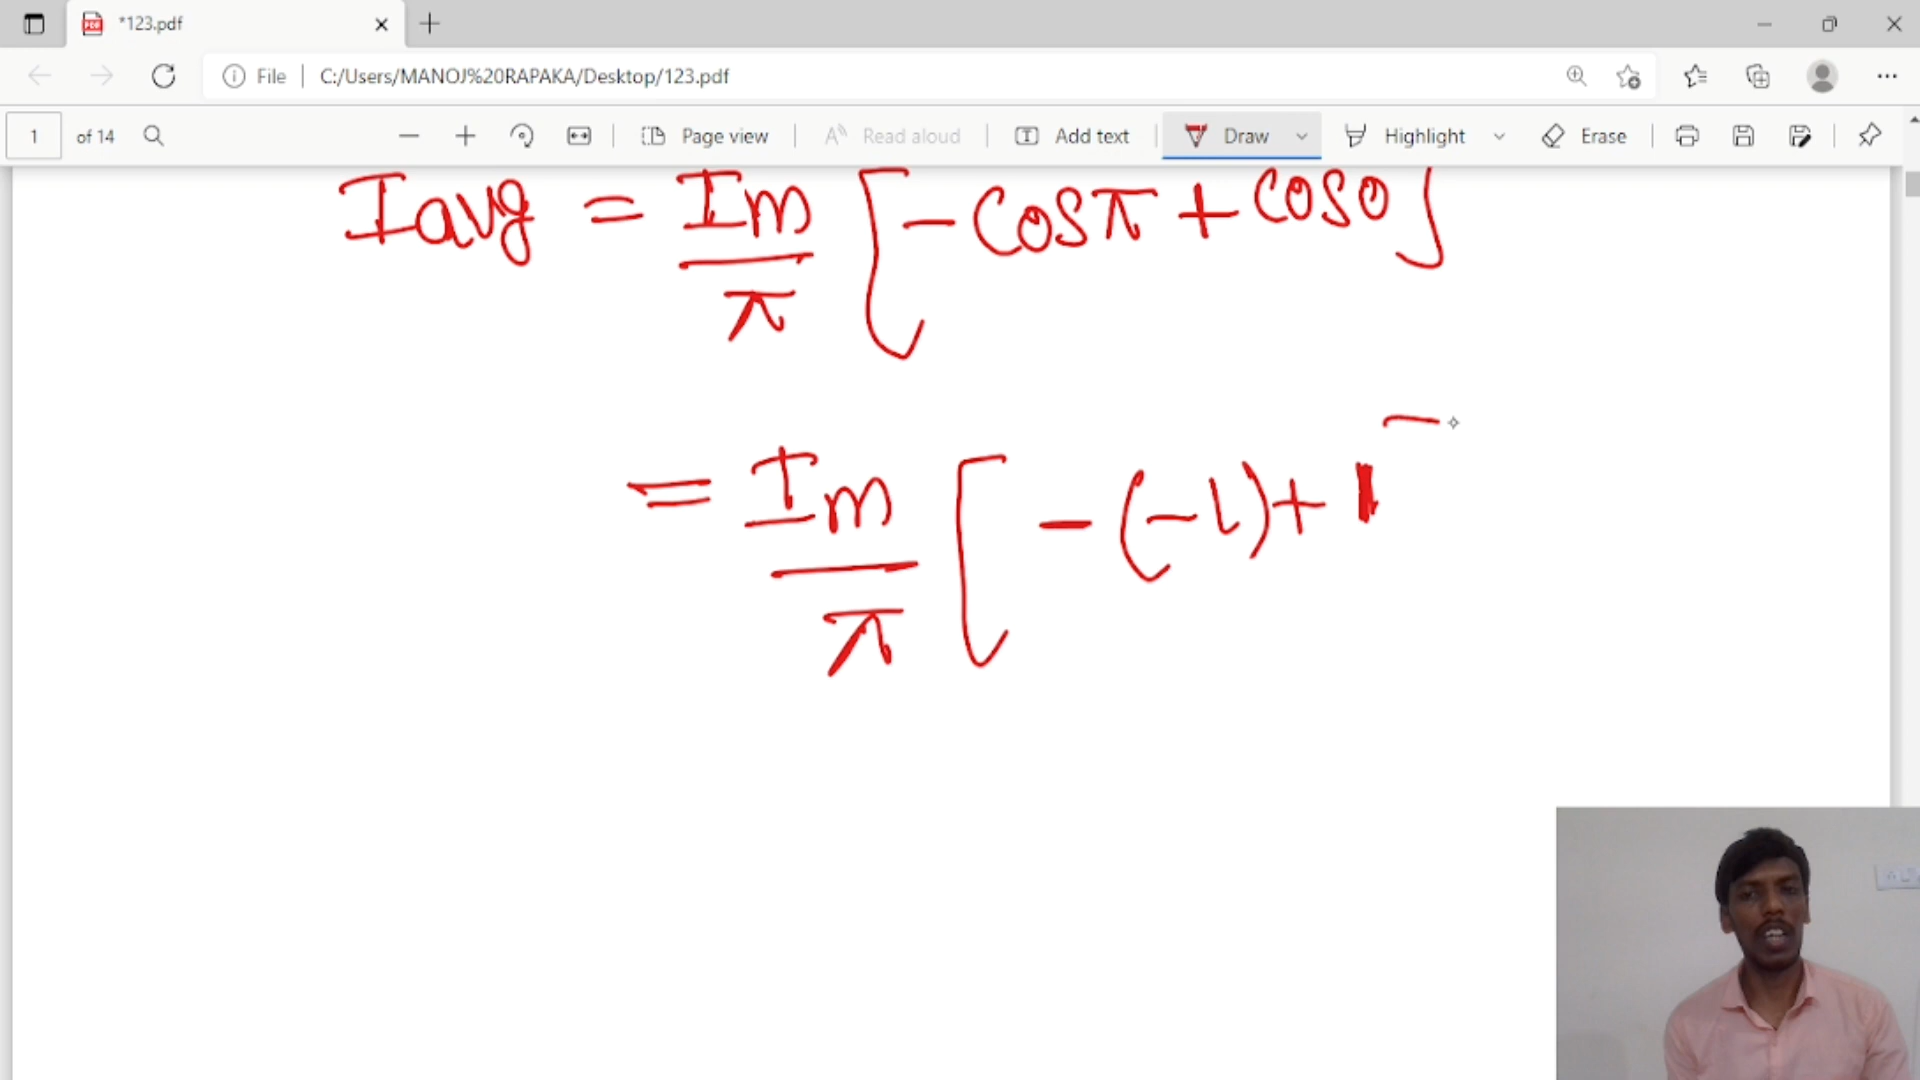 *123.pdf
File C:/Users/MANOJ%20RAPAKA/Desktop/123.pdf
1 of 14 Page view Read aloud Add text Draw Highlight Erase
Iavg = Im/π [-cosπ + cos0]
= Im/π [-(-1)+1